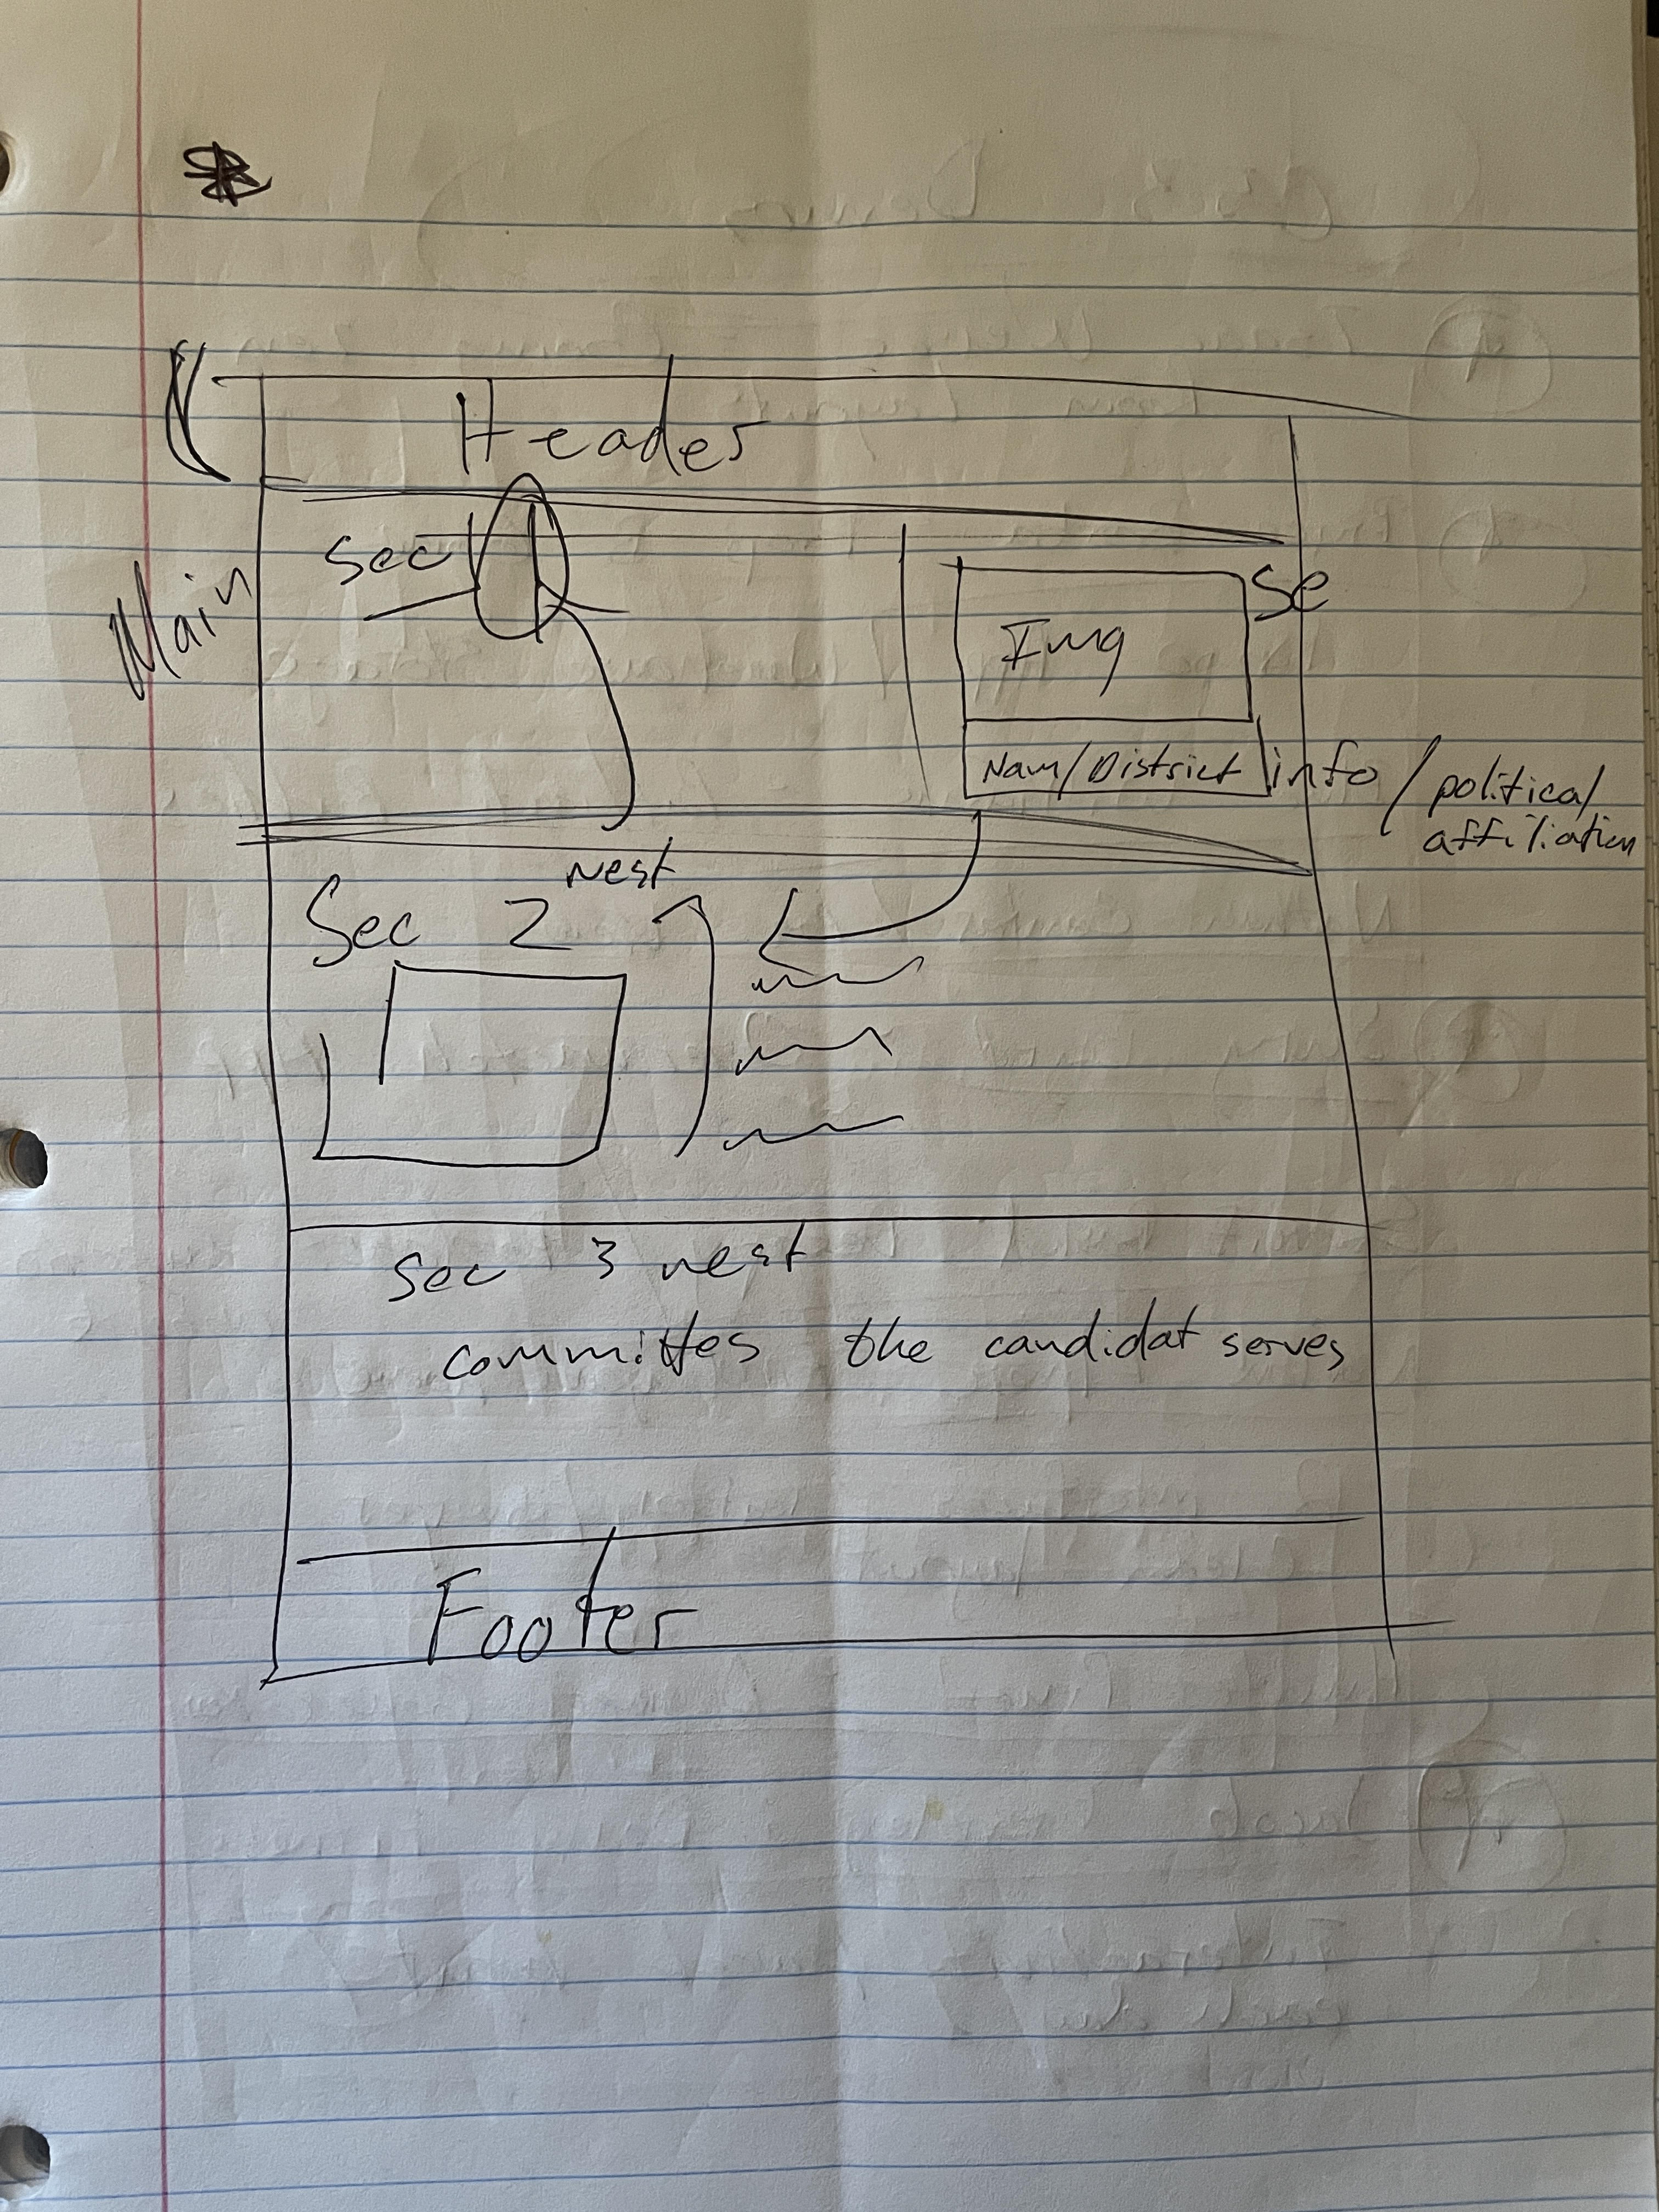 Header
Main
Sec 1
Img
Se
Nam/District info / political
affiliation
nest
Sec 2
Sec 3 nest
committes the candidat serves
Footer